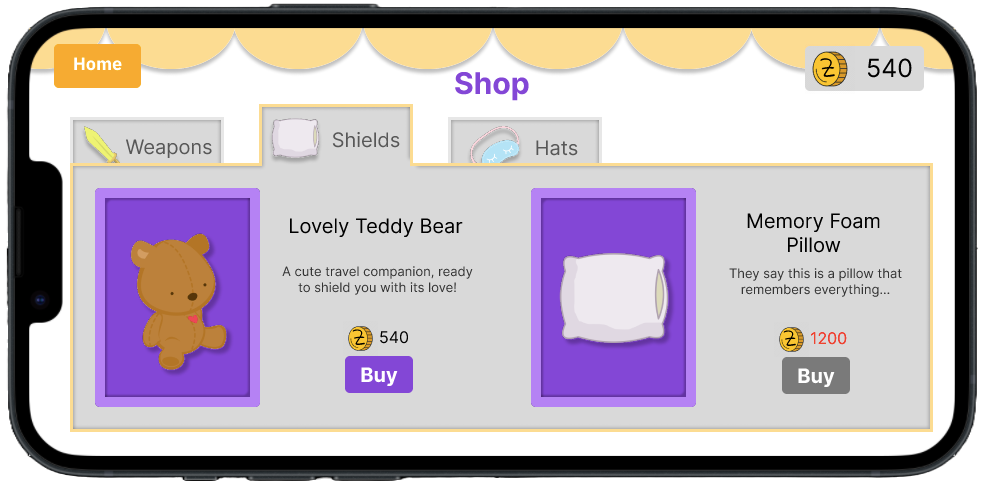 Home
540
Shop
Weapons
Shields
Hats
Lovely Teddy Bear
A cute travel companion, ready
to shield you with its love!
540
Buy
Memory Foam
Pillow
They say this is a pillow that
remembers everything...
1200
Buy